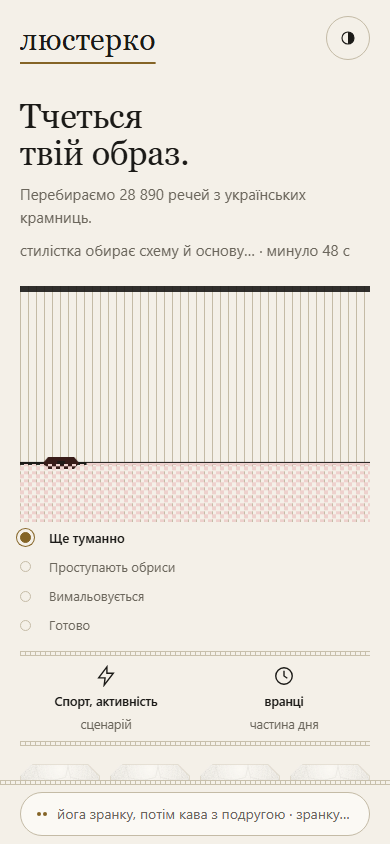 люстерко
Тчеться
твій образ.
Перебираємо 28 890 речей з українських
крамниць.
стилістка обирає схему й основу… · минуло 48 с
Ще туманно
Проступають обриси
Вимальовується
Готово
Спорт, активність
сценарій
вранці
частина дня
йога зранку, потім кава з подругою · зранку…